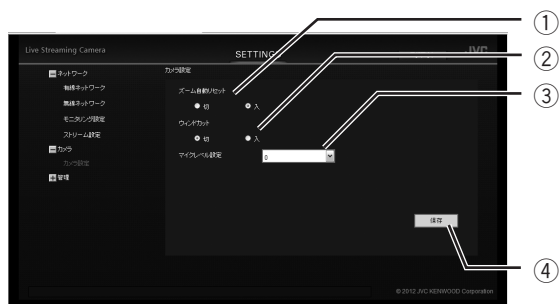 ①
Live Streaming Camera
SETTING
JVC
②
ネットワーク
カメラ設定
有線ネットワーク
ズーム自動リセット
無線ネットワーク
切 入
③
モニタリング設定
ウィンドカット
ストリーム設定
切 入
カメラ
マイクレベル設定 0
カメラ設定
管理
保存
④
© 2012 JVC KENWOOD Corporation